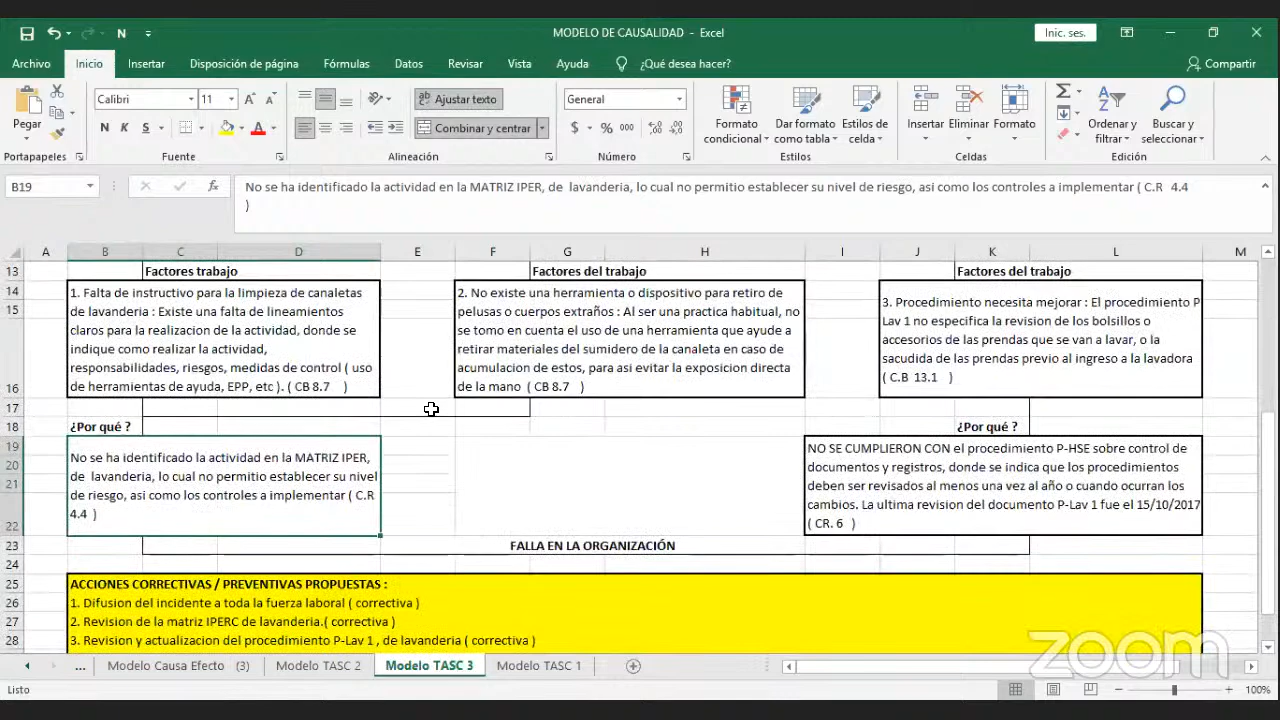 MODELO DE CAUSALIDAD - Excel
Inic. ses.
Archivo Inicio Insertar Disposición de página Fórmulas Datos Revisar Vista Ayuda ¿Qué desea hacer? Compartir
Pegar
Calibri 11
N K S
Ajustar texto
Combinar y centrar
General
$ % 000
Formato condicional
Dar formato como tabla
Estilos de celda
Insertar Eliminar Formato
Ordenar y filtrar
Buscar y seleccionar
Portapapeles Fuente Alineación Número Estilos Celdas Edición
B19
No se ha identificado la actividad en la MATRIZ IPER, de lavanderia, lo cual no permitio establecer su nivel de riesgo, asi como los controles a implementar ( C.R 4.4
)
A B C D E F G H I J K L M
13 Factores trabajo Factores del trabajo Factores del trabajo
14
15
16
1. Falta de instructivo para la limpieza de canaletas
de lavanderia : Existe una falta de lineamientos
claros para la realizacion de la actividad, donde se
indique como realizar la actividad,
responsabilidades, riesgos, medidas de control ( uso
de herramientas de ayuda, EPP, etc ). ( CB 8.7 )
2. No existe una herramienta o dispositivo para retiro de
pelusas o cuerpos extraños : Al ser una practica habitual, no
se tomo en cuenta el uso de una herramienta que ayude a
retirar materiales del sumidero de la canaleta en caso de
acumulacion de estos, para asi evitar la exposicion directa
de la mano ( CB 8.7 )
3. Procedimiento necesita mejorar : El procedimiento P
Lav 1 no especifica la revision de los bolsillos o
accesorios de las prendas que se van a lavar, o la
sacudida de las prendas previo al ingreso a la lavadora
( C.B 13.1 )
17
18 ¿Por qué ? ¿Por qué ?
19
20
21
22
No se ha identificado la actividad en la MATRIZ IPER,
de lavanderia, lo cual no permitio establecer su nivel
de riesgo, asi como los controles a implementar ( C.R
4.4 )
NO SE CUMPLIERON CON el procedimiento P-HSE sobre control de
documentos y registros, donde se indica que los procedimientos
deben ser revisados al menos una vez al año o cuando ocurran los
cambios. La ultima revision del documento P-Lav 1 fue el 15/10/2017
( CR. 6 )
23 FALLA EN LA ORGANIZACIÓN
24
25 ACCIONES CORRECTIVAS / PREVENTIVAS PROPUESTAS :
26 1. Difusion del incidente a toda la fuerza laboral ( correctiva )
27 2. Revision de la matriz IPERC de lavanderia.( correctiva )
28 3. Revision y actualizacion del procedimiento P-Lav 1 , de lavanderia ( correctiva )
zoom
... Modelo Causa Efecto (3) Modelo TASC 2 Modelo TASC 3 Modelo TASC 1
Listo 100%